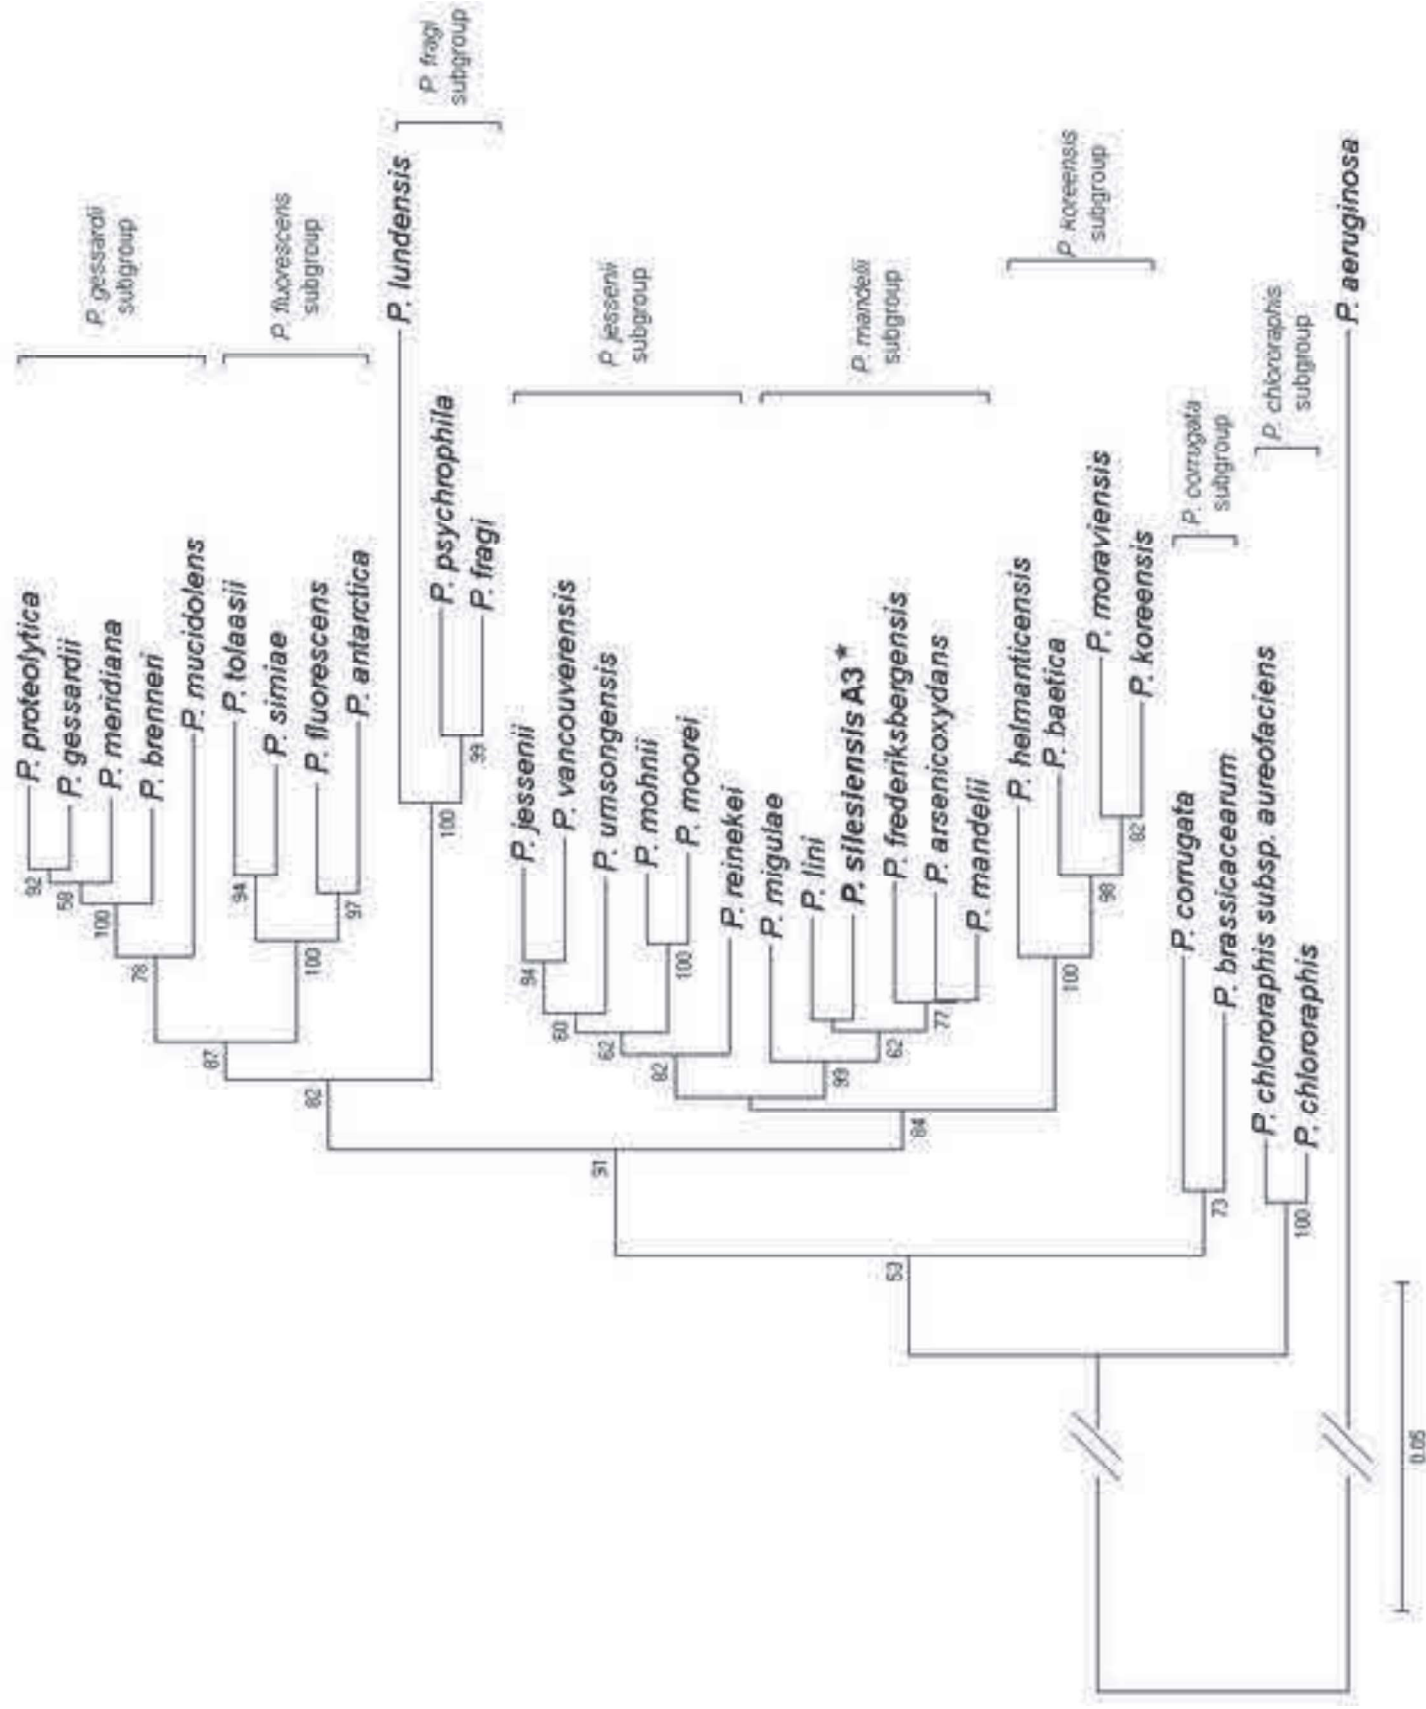 P. proteolytica
92
P. gessardii
58
P. meridiana
100
P. brenneri
78
P. mucidolens
P. gessardii
subgroup
87
P. tolaasii
94
P. simiae
100
P. fluorescens
97
P. antarctica
P. fluorescens
subgroup
82
P. lundensis
100
P. psychrophila
99
P. fragi
P. fragi
subgroup
91
P. jessenii
94
P. vancouverensis
60
P. umsongensis
62
P. mohnii
100
P. moorei
82
P. reinekei
P. jessenii
subgroup
P. migulae
99
P. lini
P. silesiensis A3*
62
P. frederiksbergensis
77
P. arsenicoxydans
P. mandelii
P. mandelii
subgroup
84
P. helmanticensis
100
P. baetica
98
P. moraviensis
82
P. koreensis
P. koreensis
subgroup
53
P. corrugata
73
P. brassicacearum
P. corrugata
subgroup
P. chlororaphis subsp. aureofaciens
100
P. chlororaphis
P. chlororaphis
subgroup
P. aeruginosa
0.05